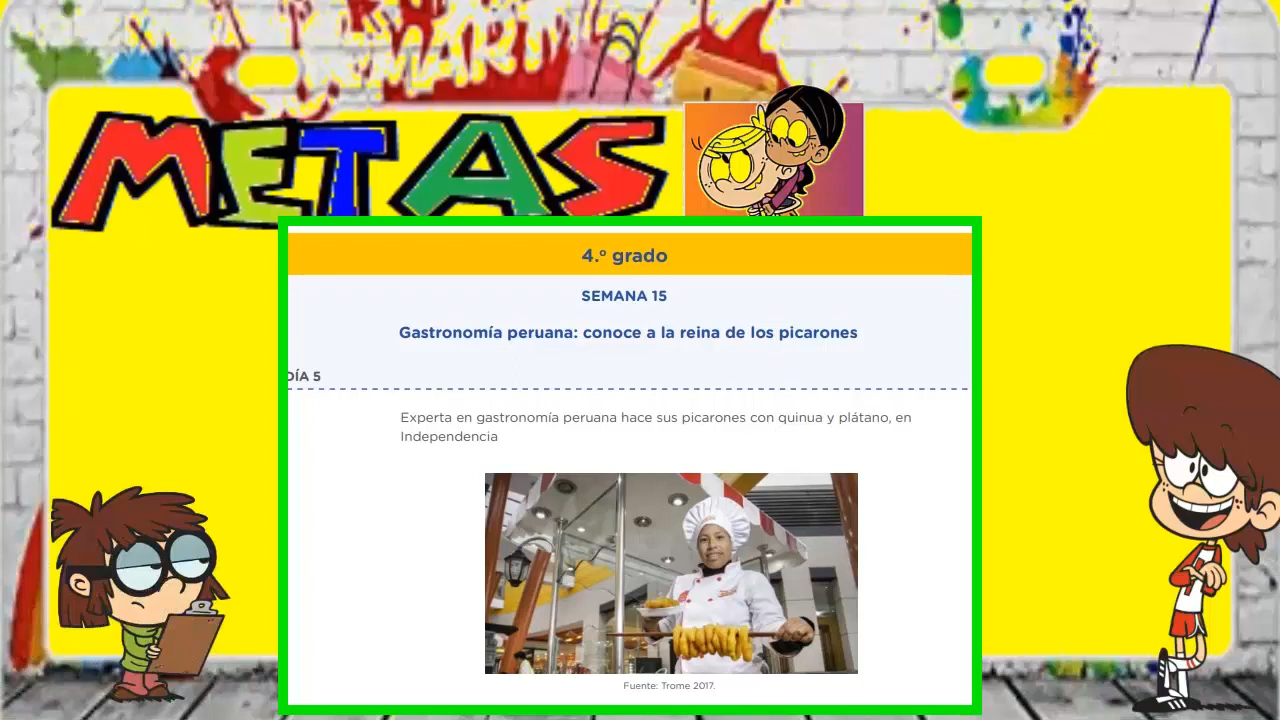 METAS
4.° grado
SEMANA 15
Gastronomía peruana: conoce a la reina de los picarones
DÍA 5
Experta en gastronomía peruana hace sus picarones con quinua y plátano, en
Independencia
Fuente: Trome 2017.